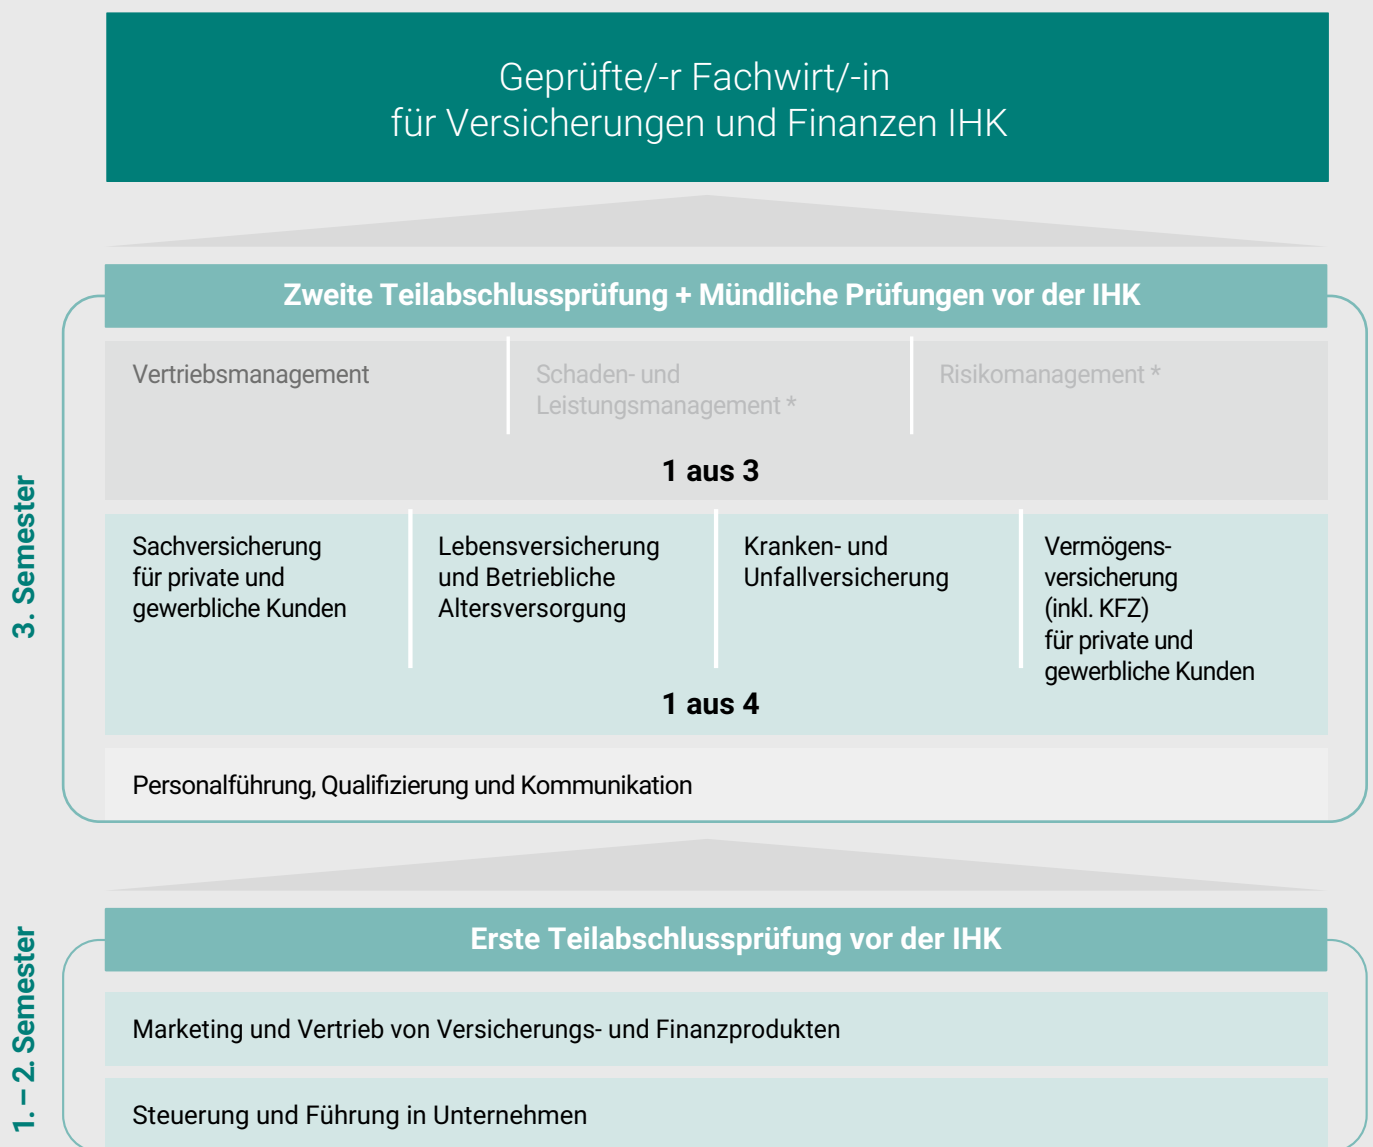 Geprüfte/-r Fachwirt/-in
für Versicherungen und Finanzen IHK
3. Semester
Zweite Teilabschlussprüfung + Mündliche Prüfungen vor der IHK
Vertriebsmanagement
Schaden- und
Leistungsmanagement *
Risikomanagement *
1 aus 3
Sachversicherung
für private und
gewerbliche Kunden
Lebensversicherung
und Betriebliche
Altersversorgung
Kranken- und
Unfallversicherung
Vermögens-
versicherung
(inkl. KFZ)
für private und
gewerbliche Kunden
1 aus 4
Personalführung, Qualifizierung und Kommunikation
1. – 2. Semester
Erste Teilabschlussprüfung vor der IHK
Marketing und Vertrieb von Versicherungs- und Finanzprodukten
Steuerung und Führung in Unternehmen